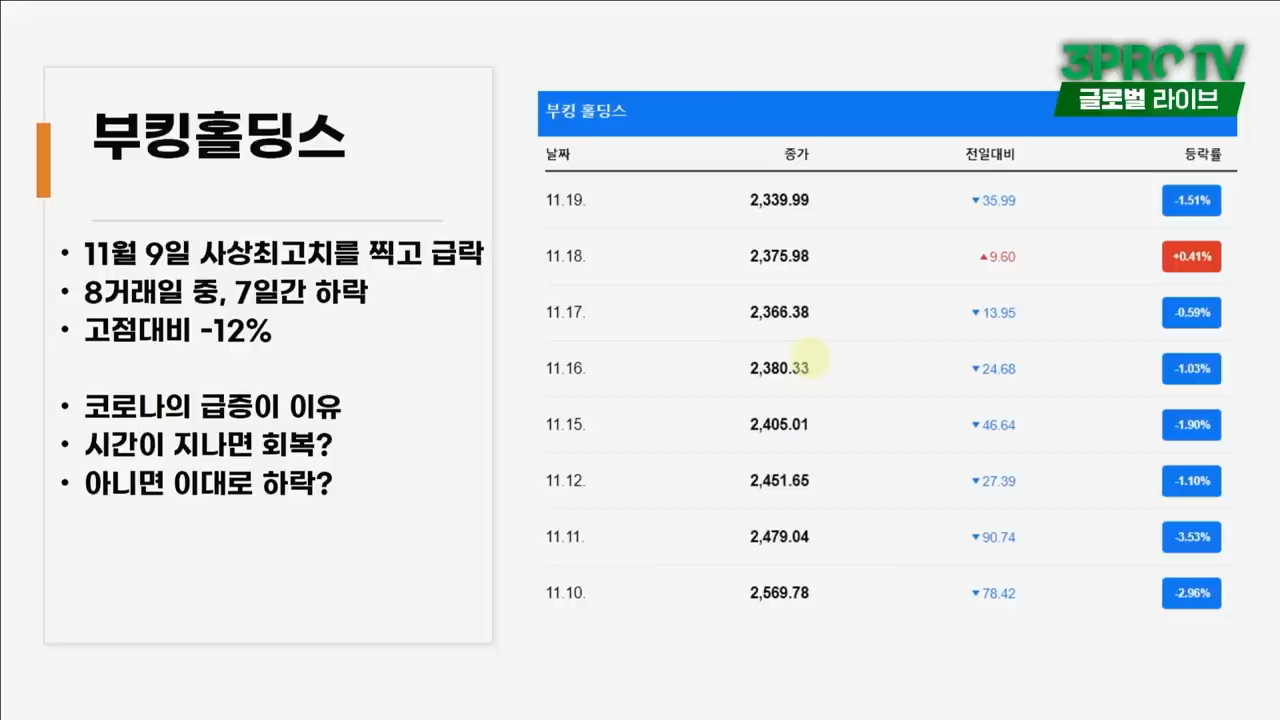 3PRO TV
글로벌 라이브
부킹홀딩스
• 11월 9일 사상최고치를 찍고 급락
• 8거래일 중, 7일간 하락
• 고점대비 -12%
• 코로나의 급증이 이유
• 시간이 지나면 회복?
• 아니면 이대로 하락?
부킹 홀딩스
날짜 종가 전일대비 등락률
11.19. 2,339.99 ▼35.99 -1.51%
11.18. 2,375.98 ▲9.60 +0.41%
11.17. 2,366.38 ▼13.95 -0.59%
11.16. 2,380.33 ▼24.68 -1.03%
11.15. 2,405.01 ▼46.64 -1.90%
11.12. 2,451.65 ▼27.39 -1.10%
11.11. 2,479.04 ▼90.74 -3.53%
11.10. 2,569.78 ▼78.42 -2.96%